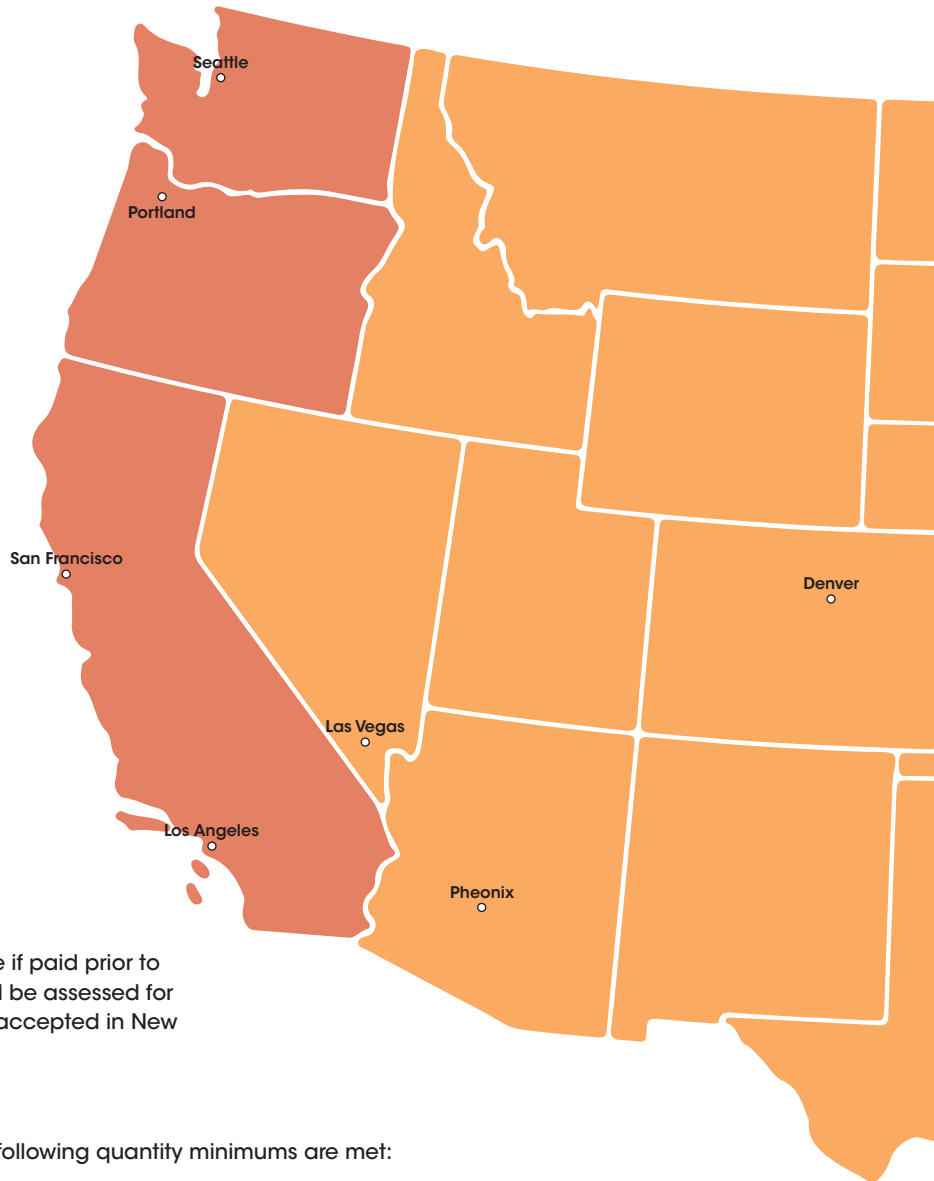 Seattle
Portland
San Francisco
Denver
Las Vegas
Los Angeles
Pheonix
e if paid prior to
l be assessed for
accepted in New
following quantity minimums are met: